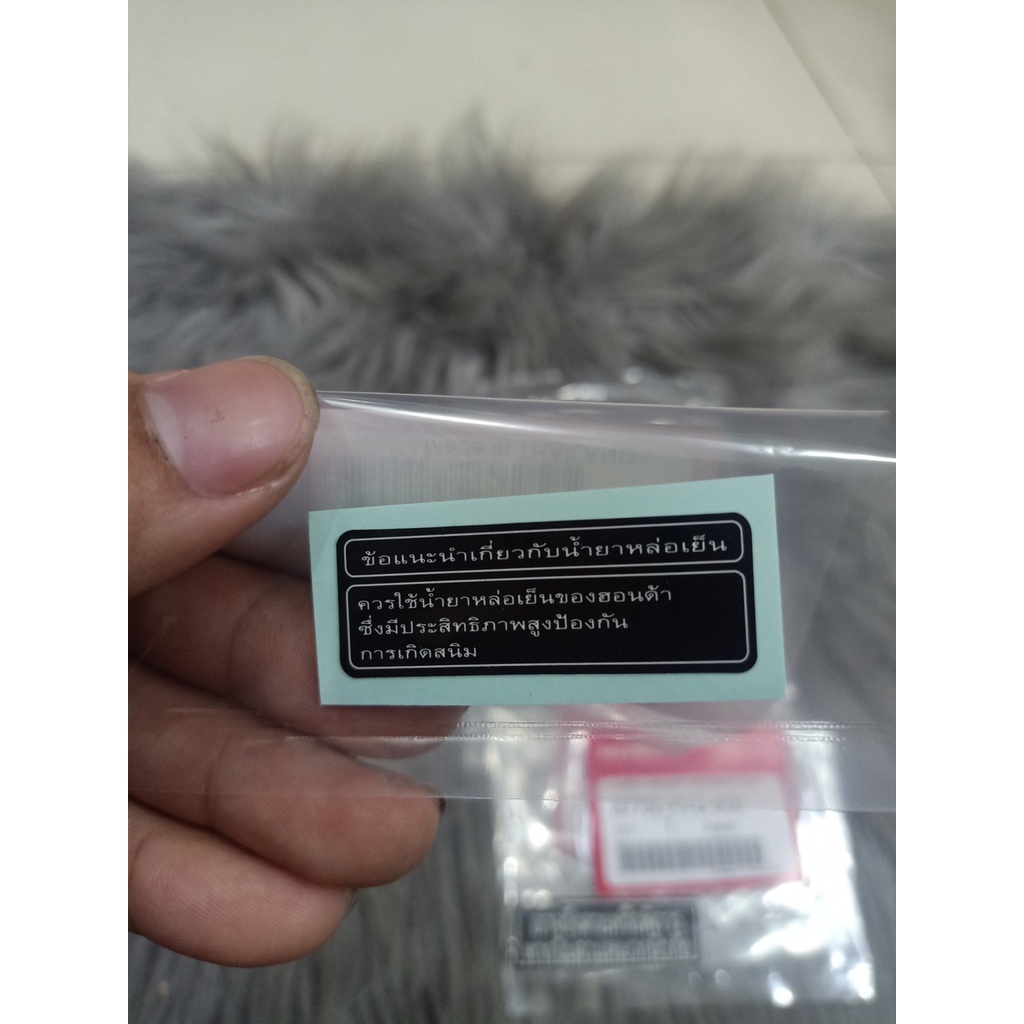 ข้อแนะนำเกี่ยวกับน้ำยาหล่อเย็น
ควรใช้น้ำยาหล่อเย็นของฮอนด้า
ซึ่งมีประสิทธิภาพสูงป้องกัน
การเกิดสนิม